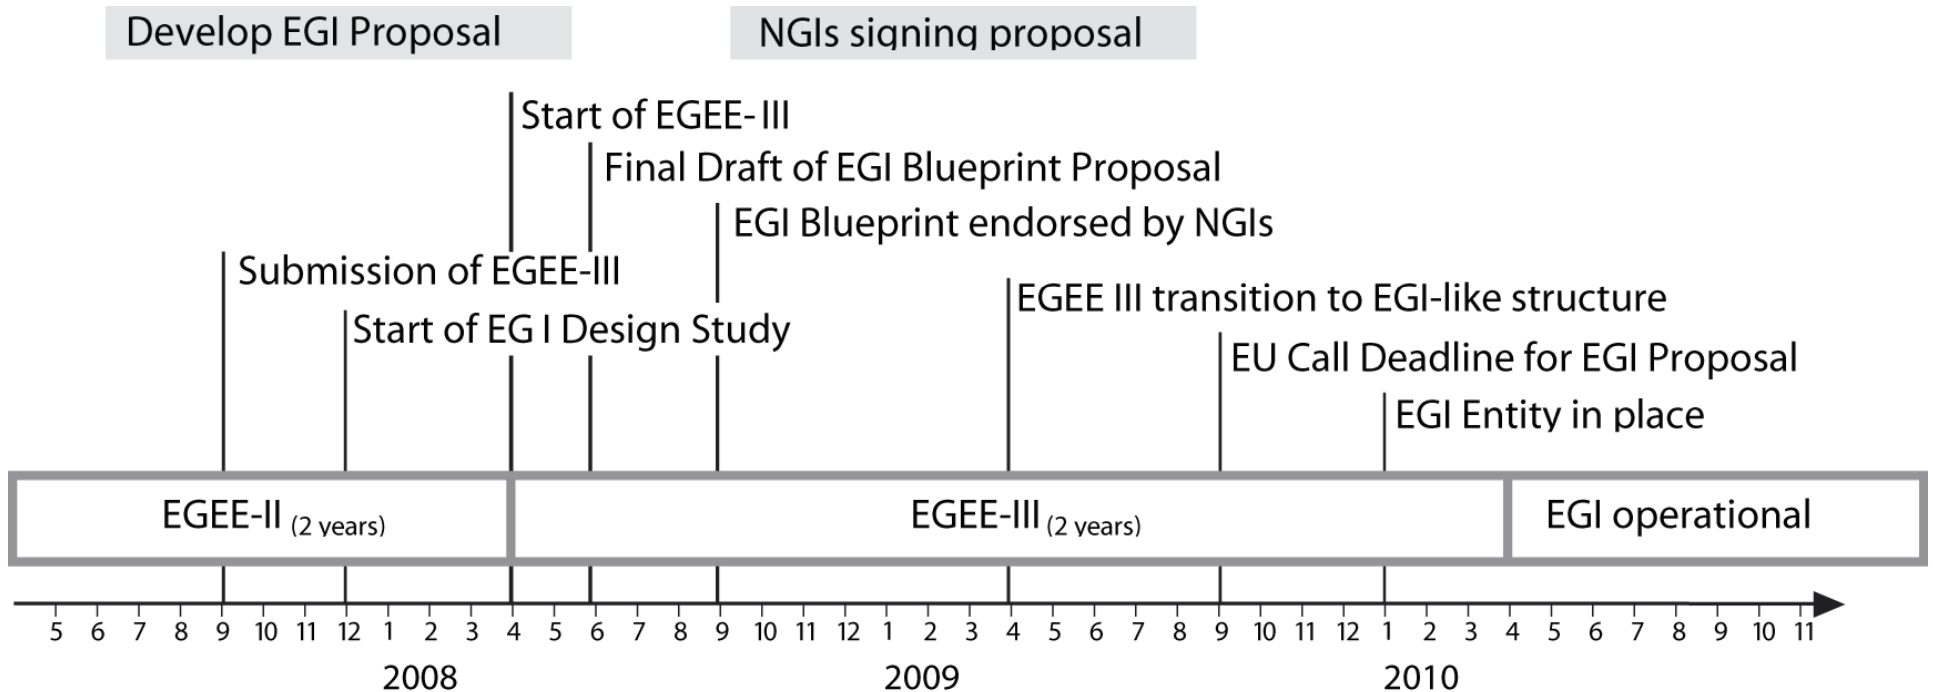 Develop EGI Proposal
NGIs signing proposal
Start of EGEE-III
Final Draft of EGI Blueprint Proposal
EGI Blueprint endorsed by NGIs
Submission of EGEE-III
EGEE III transition to EGI-like structure
Start of EG I Design Study
EU Call Deadline for EGI Proposal
EGI Entity in place
EGEE-II (2 years)
EGEE-III (2 years)
EGI operational
5 6 7 8 9 10 11 12 1 2 3 4 5 6 7 8 9 10 11 12 1 2 3 4 5 6 7 8 9 10 11 12 1 2 3 4 5 6 7 8 9 10 11
2008 2009 2010